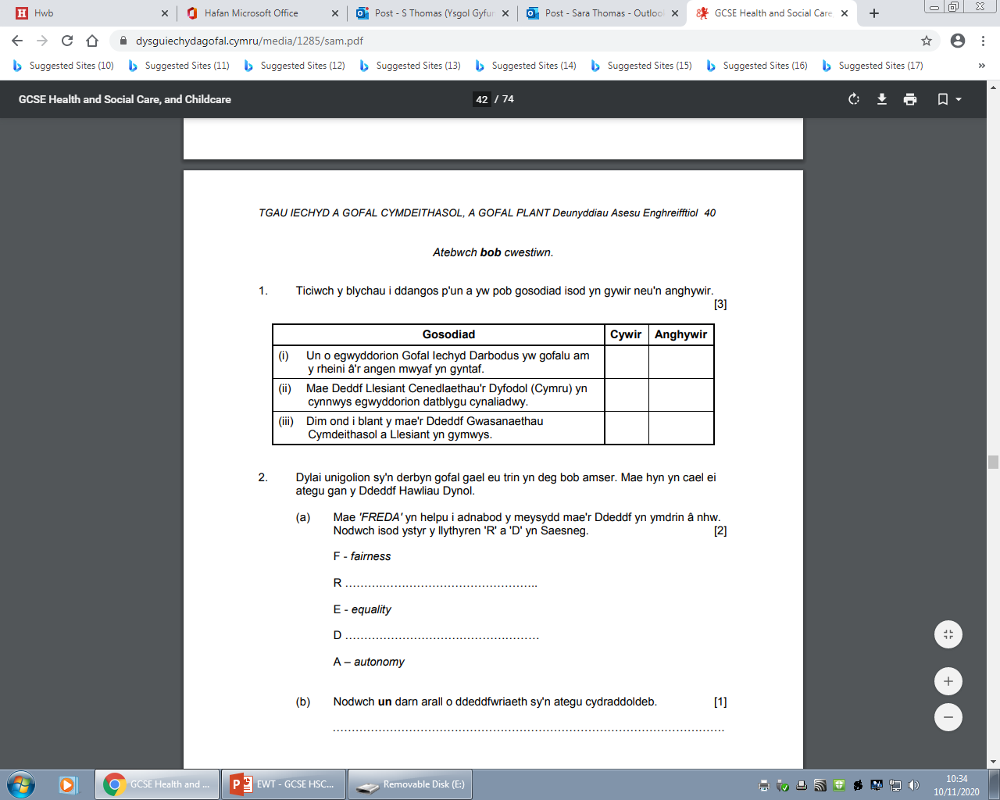 Hwb
Hafan Microsoft Office
Post - S Thomas (Ysgol Gyfun
Post - Sara Thomas - Outlook
GCSE Health and Social Care
dysguiechydagofal.cymru/media/1285/sam.pdf
Suggested Sites (10) Suggested Sites (11) Suggested Sites (12) Suggested Sites (13) Suggested Sites (14) Suggested Sites (15) Suggested Sites (16) Suggested Sites (17) »
GCSE Health and Social Care, and Childcare 42 / 74
TGAU IECHYD A GOFAL CYMDEITHASOL, A GOFAL PLANT Deunyddiau Asesu Enghreifftiol 40
Atebwch bob cwestiwn.
1. Ticiwch y blychau i ddangos p'un a yw pob gosodiad isod yn gywir neu'n anghywir.
[3]
Gosodiad Cywir Anghywir
(i) Un o egwyddorion Gofal Iechyd Darbodus yw gofalu am
y rheini â'r angen mwyaf yn gyntaf.
(ii) Mae Deddf Llesiant Cenedlaethau'r Dyfodol (Cymru) yn
cynnwys egwyddorion datblygu cynaliadwy.
(iii) Dim ond i blant y mae'r Ddeddf Gwasanaethau
Cymdeithasol a Llesiant yn gymwys.
2. Dylai unigolion sy'n derbyn gofal gael eu trin yn deg bob amser. Mae hyn yn cael ei
ategu gan y Ddeddf Hawliau Dynol.
(a) Mae 'FREDA' yn helpu i adnabod y meysydd mae'r Ddeddf yn ymdrin â nhw.
Nodwch isod ystyr y llythyren 'R' a 'D' yn Saesneg. [2]
F - fairness
R ……………………………………………..
E - equality
D ……………………………………………
A – autonomy
(b) Nodwch un darn arall o ddeddfwriaeth sy'n ategu cydraddoldeb. [1]
………………………………………………………………………………………….
GCSE Health and ...
EWT - GCSE HSC...
Removable Disk (E:)
10:34
10/11/2020